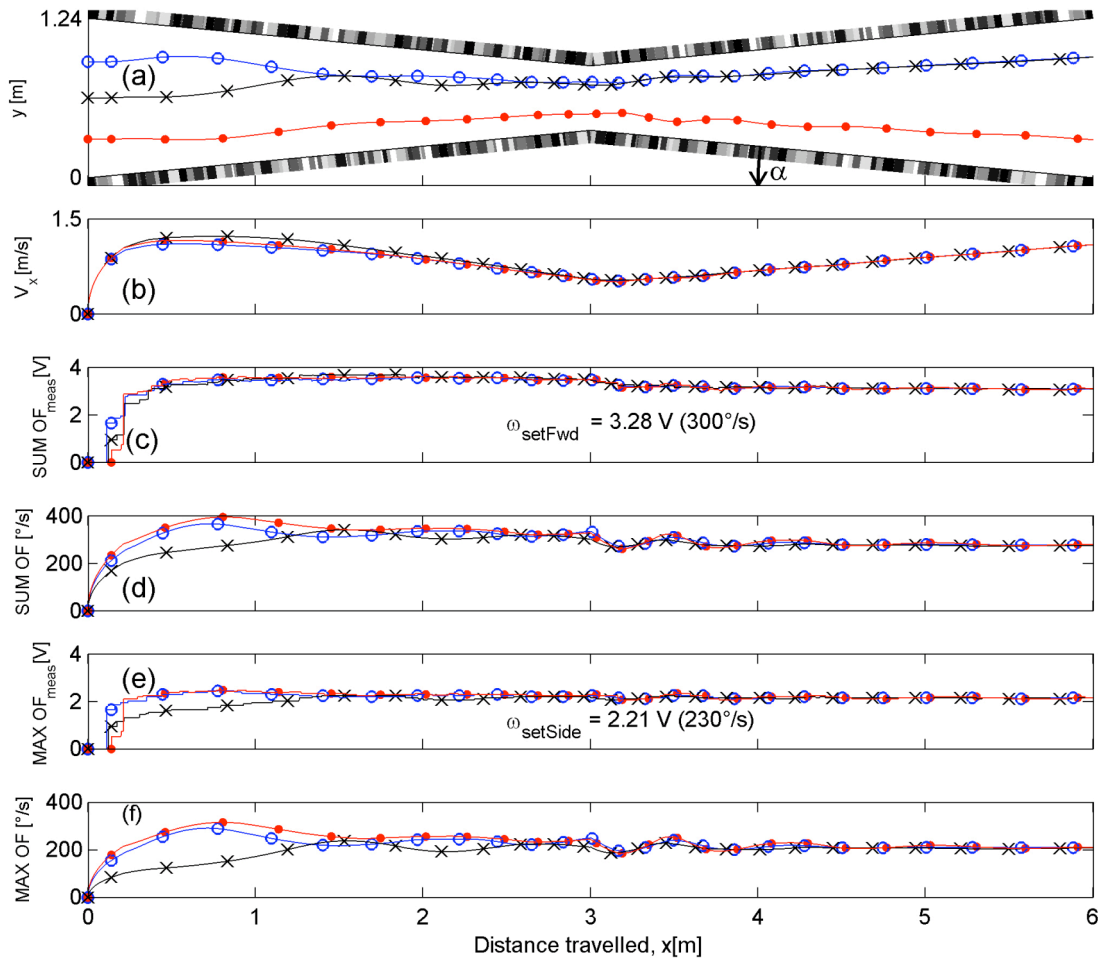 1.24
y [m]
0
(a)
α
1.5
V_x[m/s]
0
(b)
4
2
0
SUM OF_meas[V]
(c)
ω_setFwd = 3.28 V (300°/s)
400
200
0
SUM OF [°/s]
(d)
4
2
0
MAX OF_meas[V]
(e)
ω_setSide = 2.21 V (230°/s)
400
200
0
MAX OF [°/s]
(f)
0 1 2 3 4 5 6
Distance travelled, x[m]